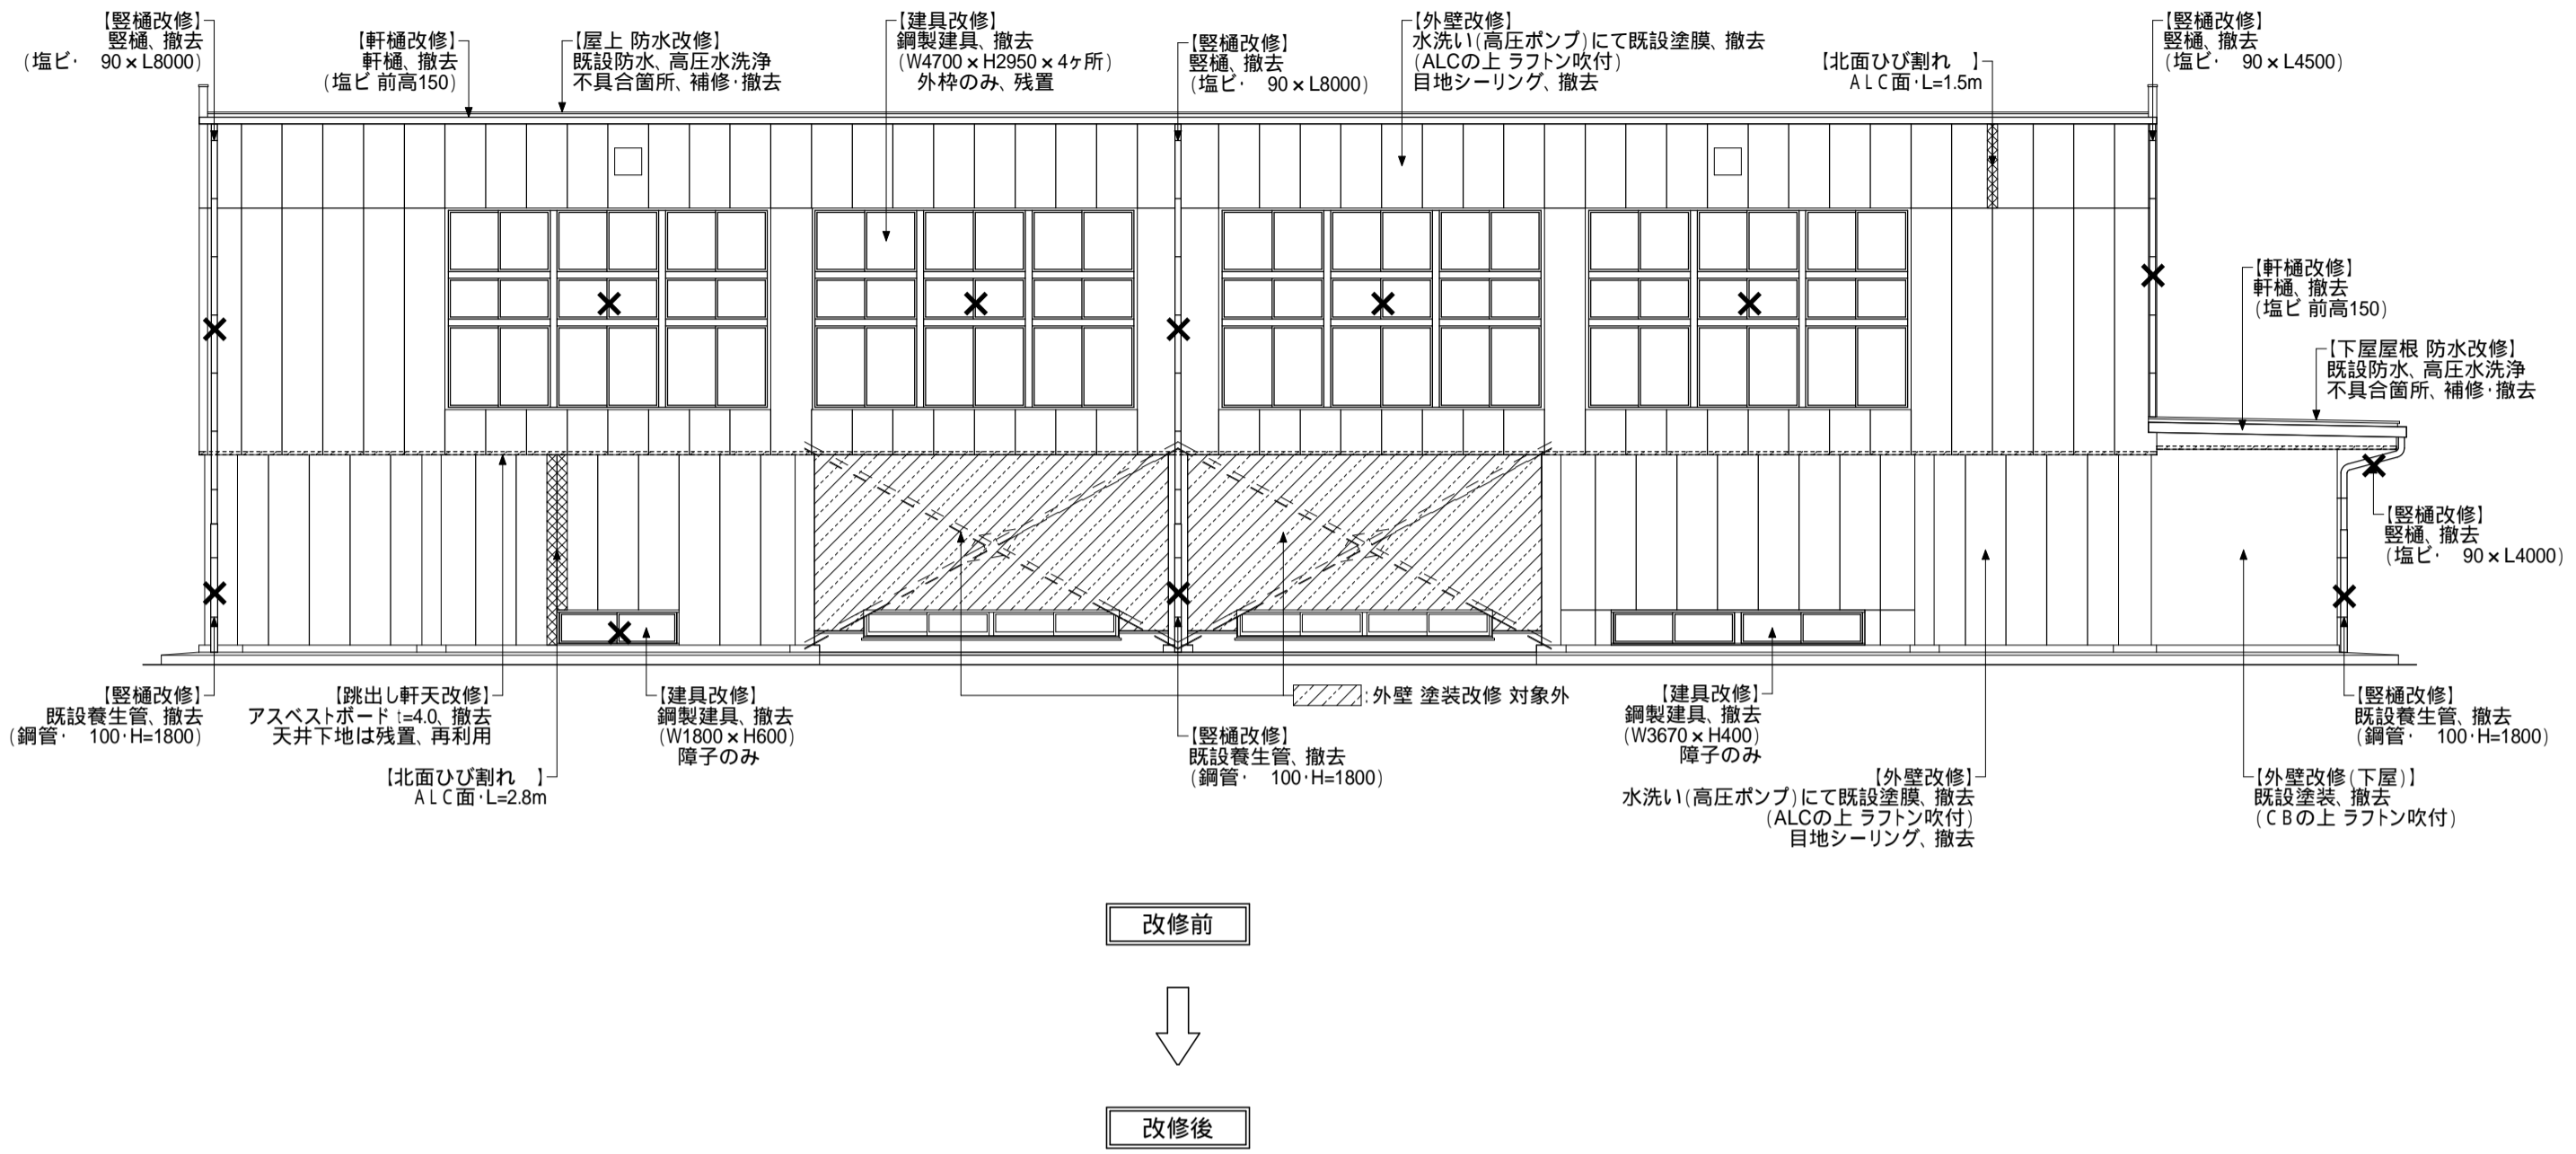 【竪樋改修】
竪樋、撤去
(塩ビ・　90×L8000)
【軒樋改修】
軒樋、撤去
(塩ビ 前高150)
【屋上 防水改修】
既設防水、高圧水洗浄
不具合箇所、補修・撤去
【建具改修】
鋼製建具、撤去
(W4700×H2950×4ヶ所)
外枠のみ、残置
【竪樋改修】
竪樋、撤去
(塩ビ・　90×L8000)
【外壁改修】
水洗い(高圧ポンプ)にて既設塗膜、撤去
(ALCの上 ラフトン吹付)
目地シーリング、撤去
【北面ひび割れ　】
ALC面・L=1.5m
【竪樋改修】
竪樋、撤去
(塩ビ・　90×L4500)
【軒樋改修】
軒樋、撤去
(塩ビ 前高150)
【下屋屋根 防水改修】
既設防水、高圧水洗浄
不具合箇所、補修・撤去
【竪樋改修】
竪樋、撤去
(塩ビ・　90×L4000)
【竪樋改修】
既設養生管、撤去
(鋼管・　100・H=1800)
【跳出し軒天改修】
アスベストボード t=4.0、撤去
天井下地は残置、再利用
【北面ひび割れ　】
ALC面・L=2.8m
【建具改修】
鋼製建具、撤去
(W1800×H600)
障子のみ
【竪樋改修】
既設養生管、撤去
(鋼管・　100・H=1800)
:外壁 塗装改修 対象外
【建具改修】
鋼製建具、撤去
(W3670×H400)
障子のみ
【外壁改修】
水洗い(高圧ポンプ)にて既設塗膜、撤去
(ALCの上 ラフトン吹付)
目地シーリング、撤去
【外壁改修(下屋)】
既設塗装、撤去
(CBの上 ラフトン吹付)
【竪樋改修】
既設養生管、撤去
(鋼管・　100・H=1800)
改修前
改修後